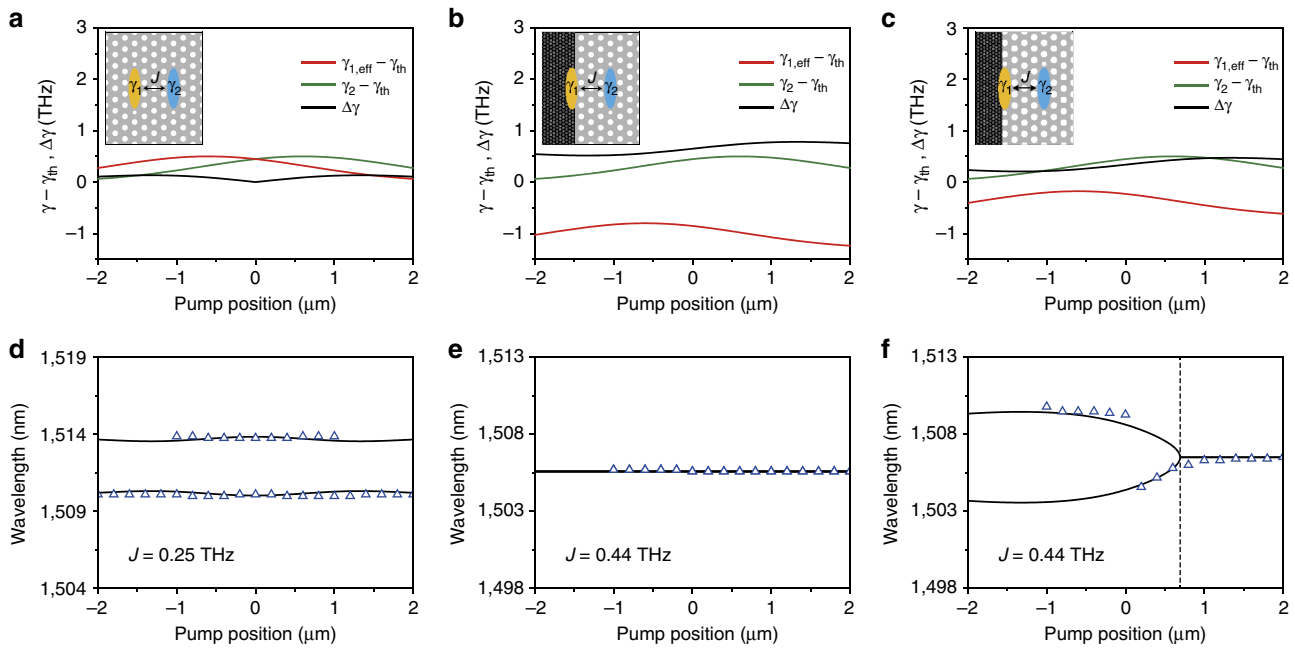 a
3
2
1
0
−1
γ − γth , Δγ (THz)
γ1
J
γ2
γ1,eff − γth
γ2 − γth
Δγ
−2
−1
0
1
2
Pump position (μm)
b
3
2
1
0
−1
γ − γth , Δγ (THz)
γ1
J
γ2
γ1,eff − γth
γ2 − γth
Δγ
−2
−1
0
1
2
Pump position (μm)
c
3
2
1
0
−1
γ − γth , Δγ (THz)
γ1
J
γ2
γ1,eff − γth
γ2 − γth
Δγ
−2
−1
0
1
2
Pump position (μm)
d
1,519
1,514
1,509
1,504
Wavelength (nm)
J = 0.25 THz
−2
−1
0
1
2
Pump position (μm)
e
1,513
1,508
1,503
1,498
Wavelength (nm)
J = 0.44 THz
−2
−1
0
1
2
Pump position (μm)
f
1,513
1,508
1,503
1,498
Wavelength (nm)
J = 0.44 THz
−2
−1
0
1
2
Pump position (μm)